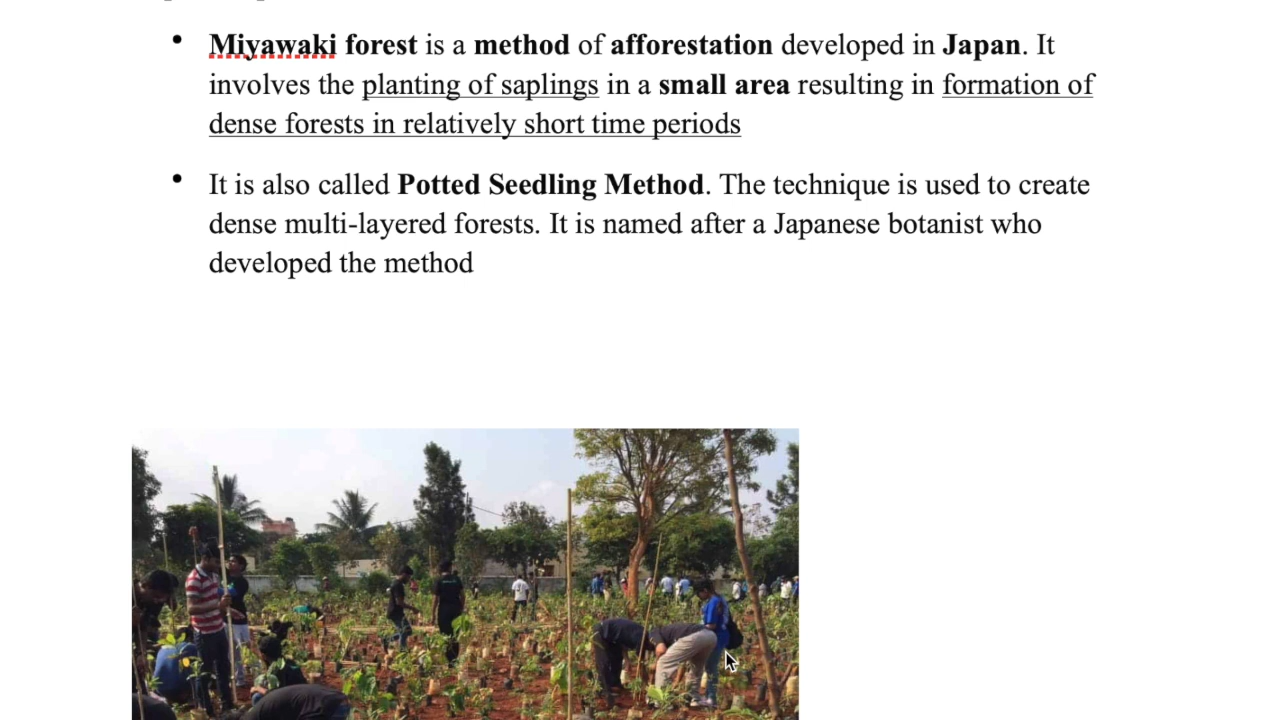 • Miyawaki forest is a method of afforestation developed in Japan. It
involves the planting of saplings in a small area resulting in formation of
dense forests in relatively short time periods
• It is also called Potted Seedling Method. The technique is used to create
dense multi-layered forests. It is named after a Japanese botanist who
developed the method